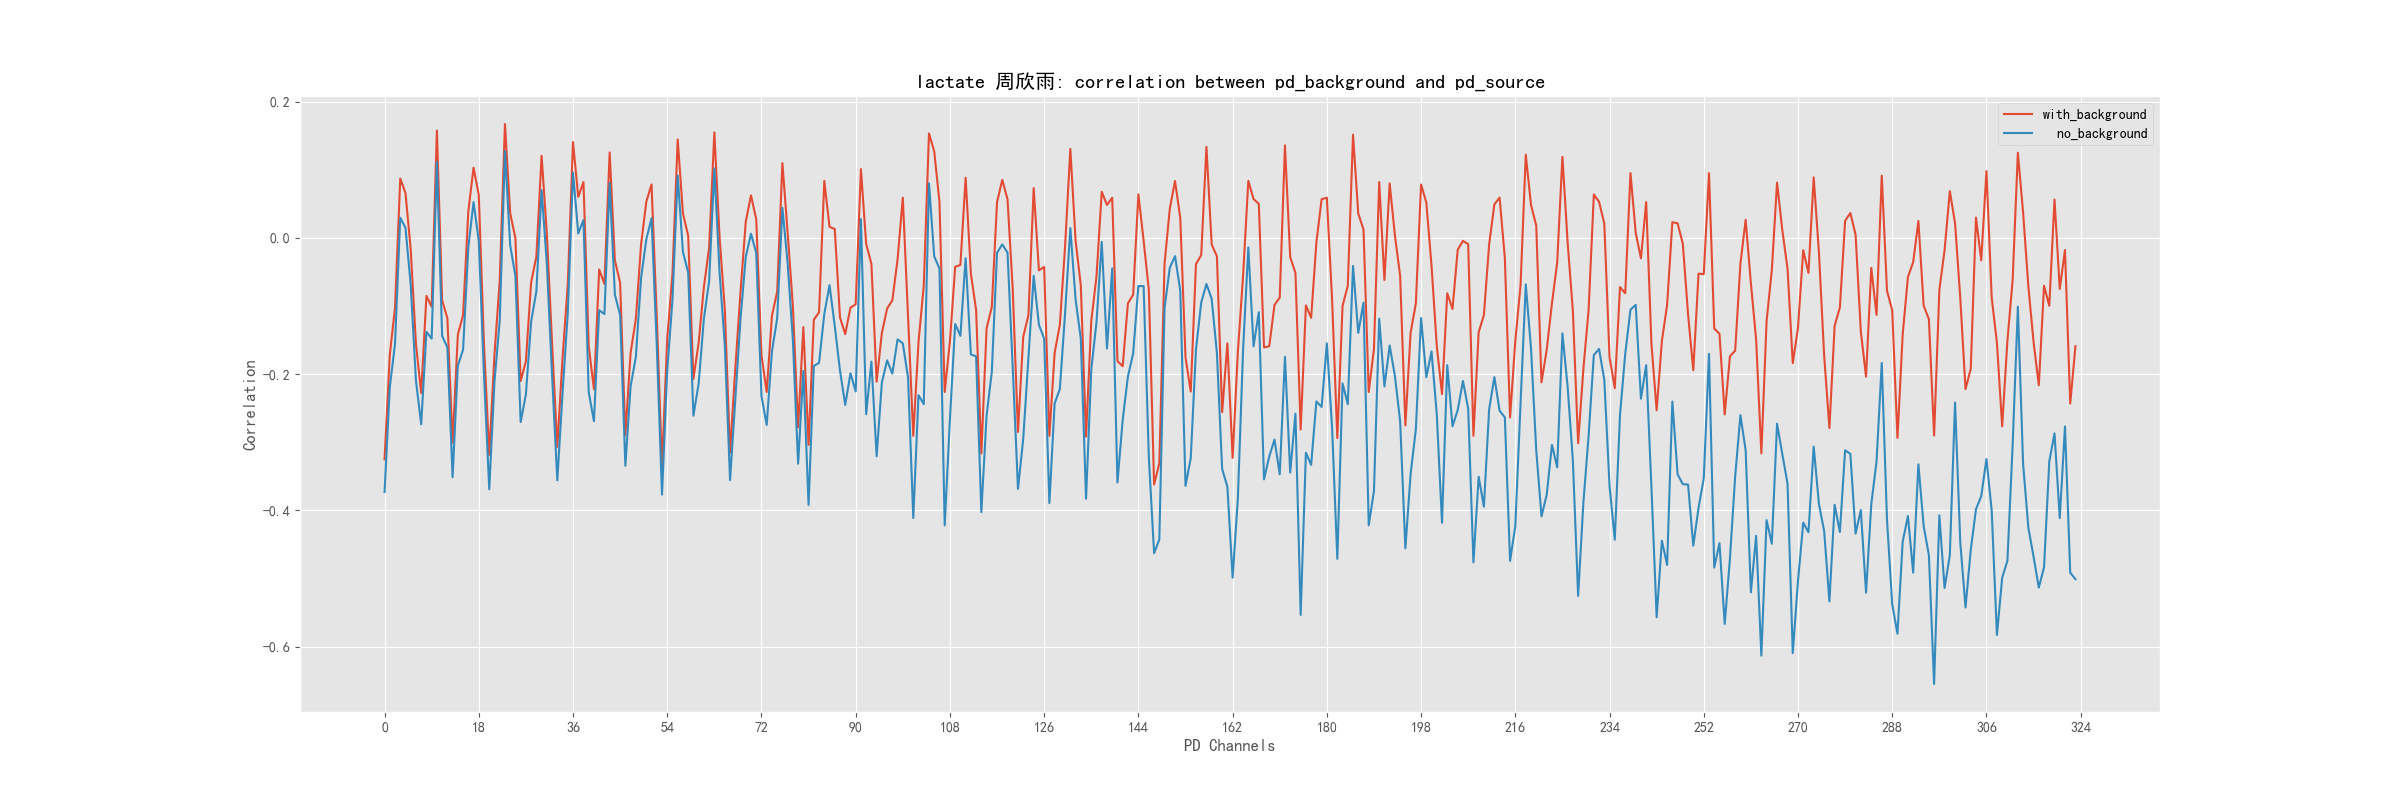 lactate 周欣雨: correlation between pd_background and pd_source
with_background
no_background
0.2
0.0
-0.2
-0.4
-0.6
Correlation
0 18 36 54 72 90 108 126 144 162 180 198 216 234 252 270 288 306 324
PD Channels